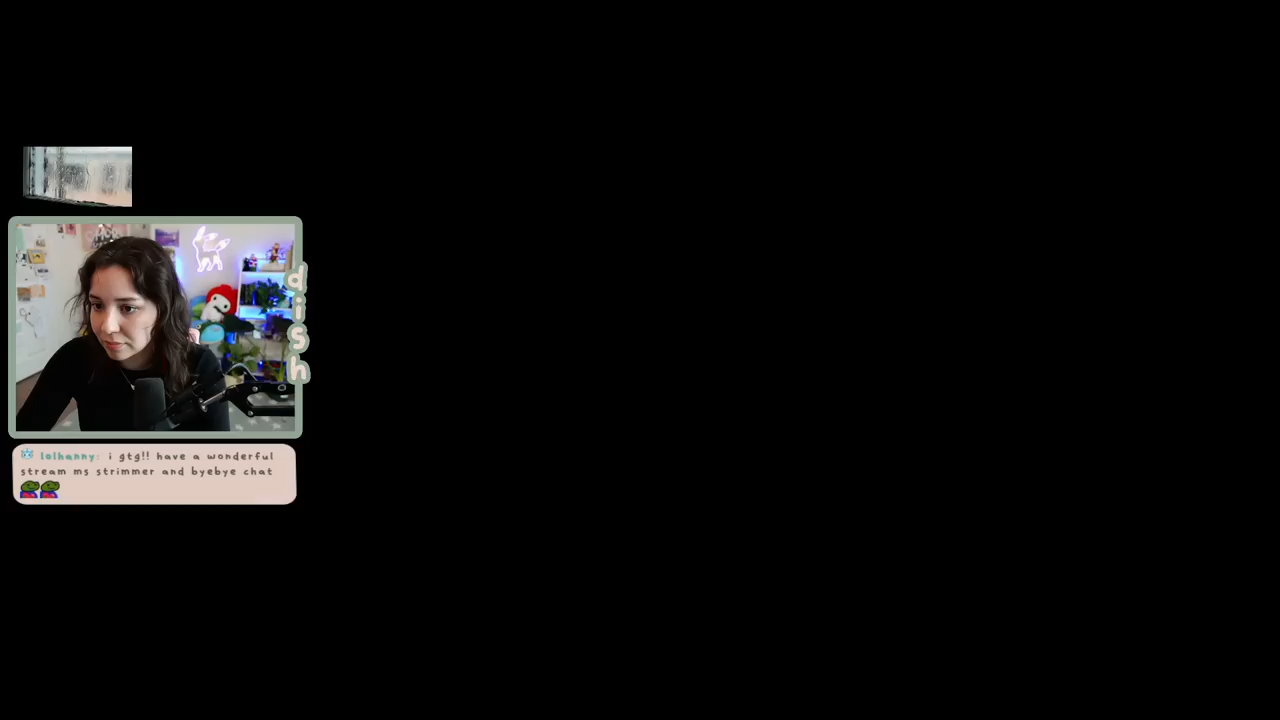 dish
lolhanny: i gtg!! have a wonderful
stream ms strimmer and byebye chat